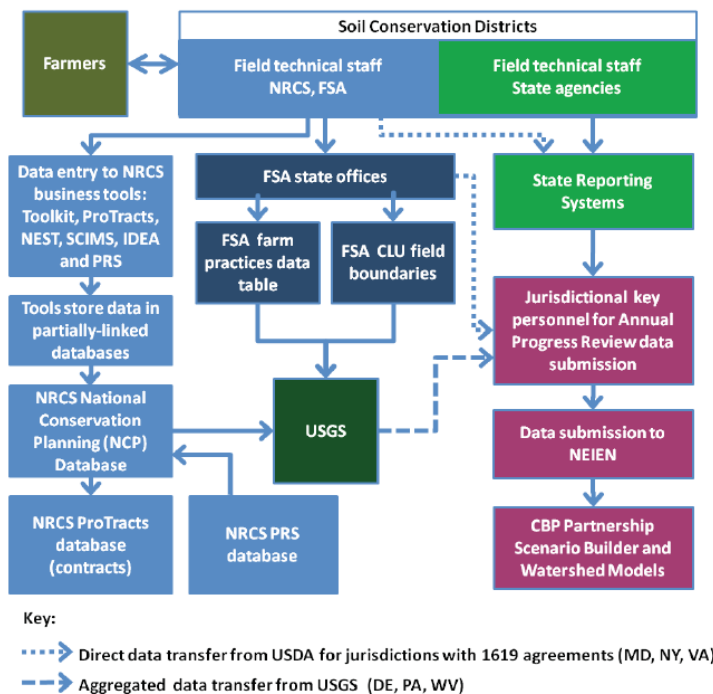 Soil Conservation Districts
Farmers
Field technical staff
NRCS, FSA
Field technical staff
State agencies
Data entry to NRCS
business tools:
Toolkit, ProTracts,
NEST, SCIMS, IDEA
and PRS
FSA state offices
State Reporting
Systems
FSA farm
practices data
table
FSA CLU field
boundaries
Tools store data in
partially-linked
databases
Jurisdictional key
personnel for Annual
Progress Review data
submission
NRCS National
Conservation
Planning (NCP)
Database
USGS
Data submission to
NEIEN
NRCS ProTracts
database
(contracts)
NRCS PRS
database
CBP Partnership
Scenario Builder and
Watershed Models
Key:
Direct data transfer from USDA for jurisdictions with 1619 agreements (MD, NY, VA)
Aggregated data transfer from USGS (DE, PA, WV)